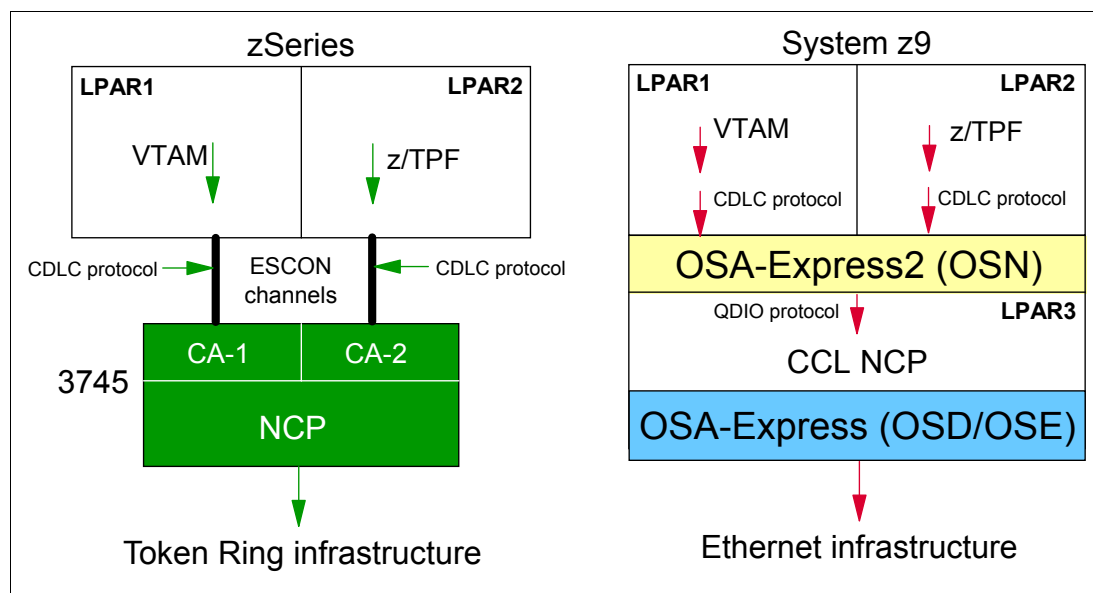 zSeries
LPAR1
LPAR2
VTAM
z/TPF
CDLC protocol
ESCON
channels
CDLC protocol
CA-1
CA-2
3745
NCP
Token Ring infrastructure
System z9
LPAR1
LPAR2
VTAM
z/TPF
CDLC protocol
CDLC protocol
OSA-Express2 (OSN)
QDIO protocol
LPAR3
CCL NCP
OSA-Express (OSD/OSE)
Ethernet infrastructure